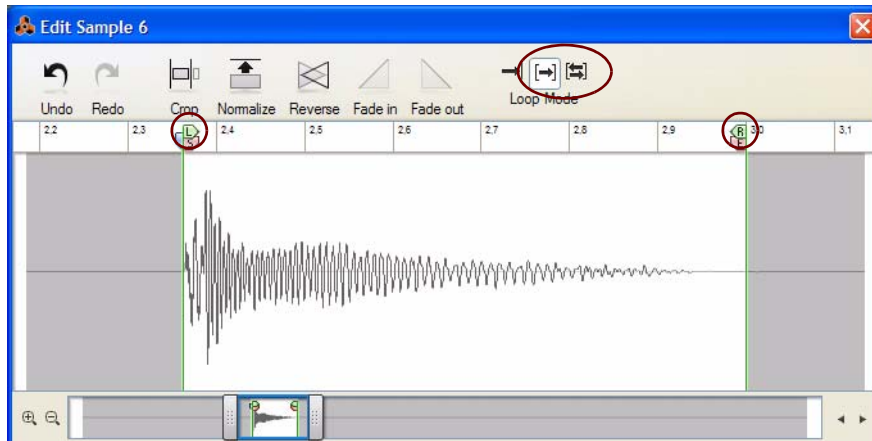 Edit Sample 6
Undo Redo Crop Normalize Reverse Fade in Fade out Loop Mode
2,2 2,3 2,4 2,5 2,6 2,7 2,8 2,9 3,0 3,1
L R
S E